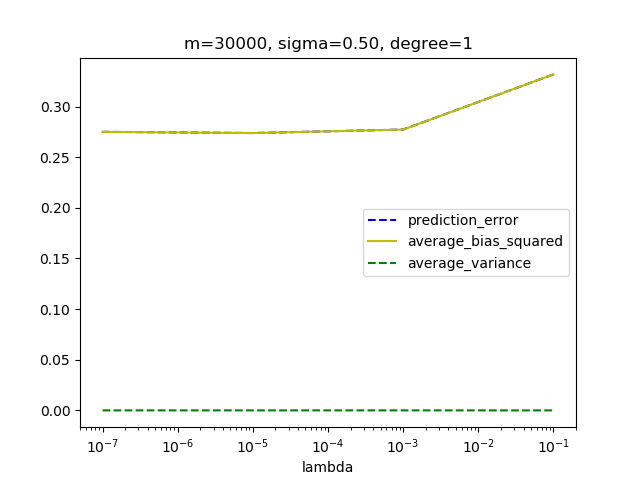 m=30000, sigma=0.50, degree=1
0.30
0.25
0.20
0.15
0.10
0.05
0.00
prediction_error
average_bias_squared
average_variance
10⁻⁷ 10⁻⁶ 10⁻⁵ 10⁻⁴ 10⁻³ 10⁻² 10⁻¹
lambda